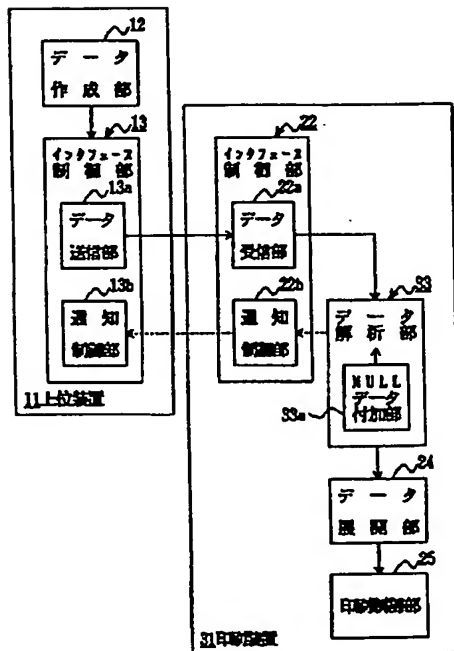 12
データ
作成部
13
インタフェース
制御部
13a
データ
送信部
13b
通知
制御部
11上位装置
22
インタフェース
制御部
22a
データ
受信部
22b
通知
制御部
33
データ
解析部
NULL
データ
付加部
33a
24
データ
展開部
25
印刷制御部
31印刷装置